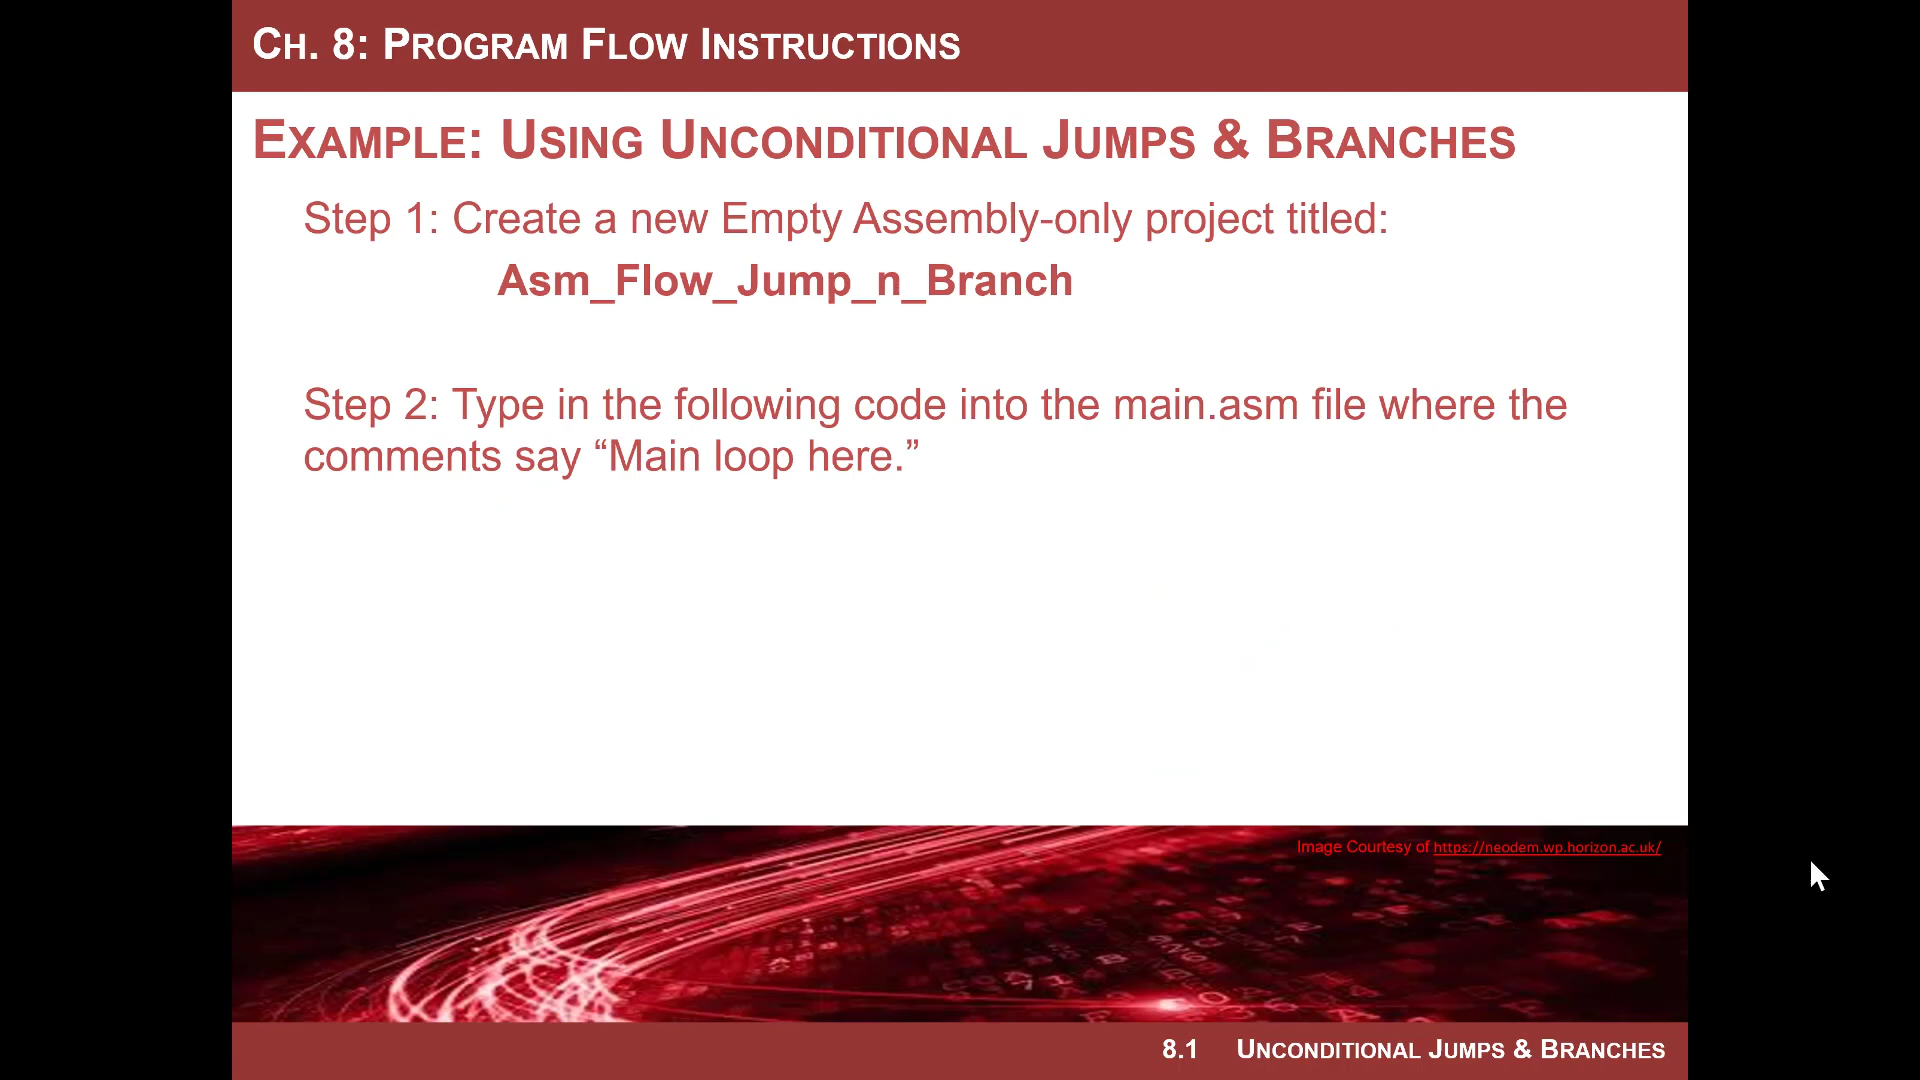 CH. 8: PROGRAM FLOW INSTRUCTIONS
EXAMPLE: USING UNCONDITIONAL JUMPS & BRANCHES
Step 1: Create a new Empty Assembly-only project titled:
Asm_Flow_Jump_n_Branch
Step 2: Type in the following code into the main.asm file where the
comments say “Main loop here.”
Image Courtesy of https://neodem.wp.horizon.ac.uk/
8.1 UNCONDITIONAL JUMPS & BRANCHES